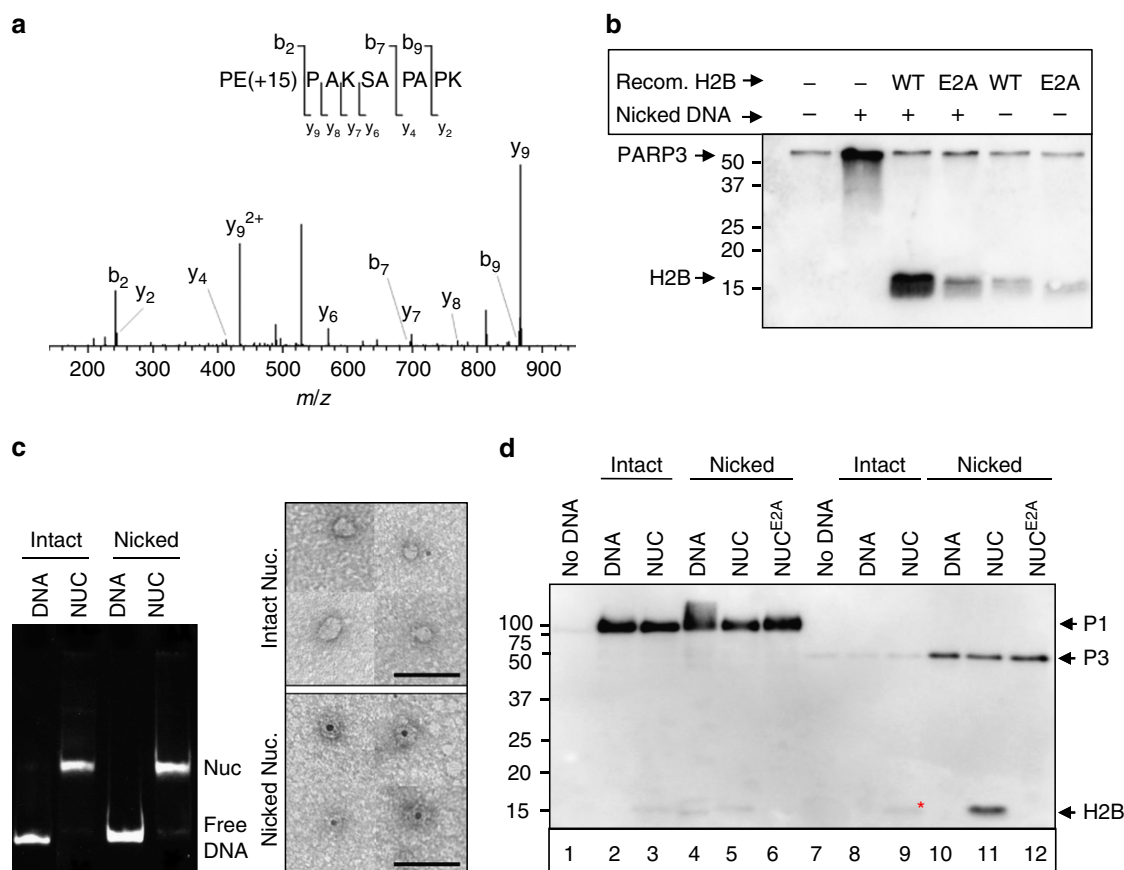 a
b₂ b₇ b₉
PE(+15) P A K SA PA PK
y₉ y₈ y₇ y₆ y₄ y₂
y₉
y₉²⁺
b₂
y₂
y₄
y₆
b₇
y₇
y₈
b₉
200 300 400 500 600 700 800 900
m/z
b
Recom. H2B – – WT E2A WT E2A
Nicked DNA – + + + – –
PARP3
50
37
25
20
H2B
15
c
Intact Nicked
DNA NUC DNA NUC
Nuc
Free
DNA
Intact Nuc.
Nicked Nuc.
d
Intact Nicked Intact Nicked
No DNA DNA NUC DNA NUC NUC^E2A No DNA DNA NUC DNA NUC NUC^E2A
100 P1
75
50 P3
37
25
20
15 * H2B
1 2 3 4 5 6 7 8 9 10 11 12